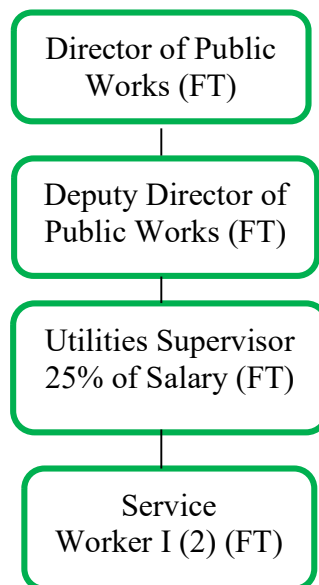 Director of Public
Works (FT)
Deputy Director of
Public Works (FT)
Utilities Supervisor
25% of Salary (FT)
Service
Worker I (2) (FT)